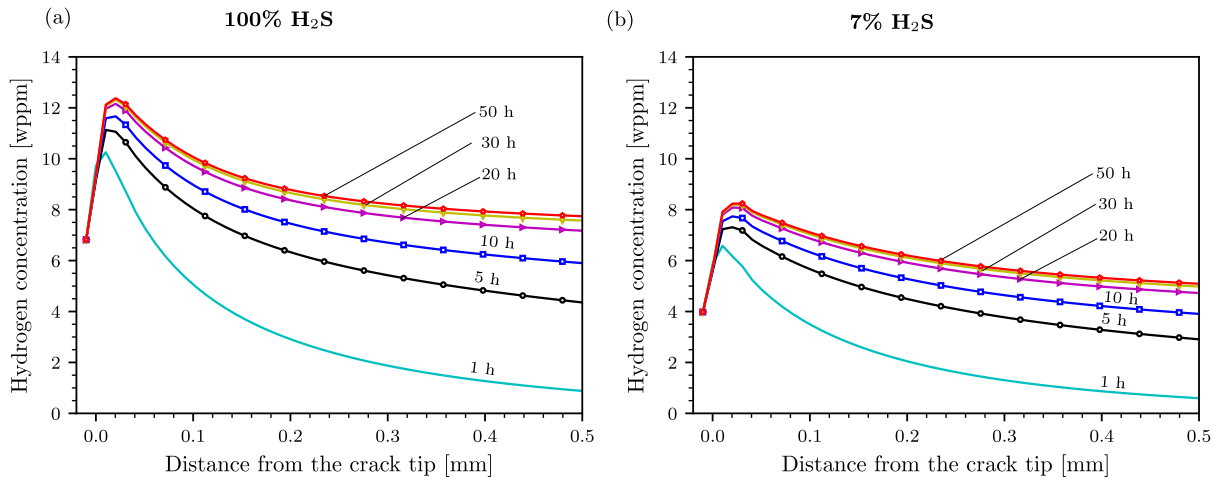 (a)
100% H₂S
14
12
10
8
6
4
2
0
Hydrogen concentration [wppm]
50 h
30 h
20 h
10 h
5 h
1 h
0.0 0.1 0.2 0.3 0.4 0.5
Distance from the crack tip [mm]
(b)
7% H₂S
14
12
10
8
6
4
2
0
Hydrogen concentration [wppm]
50 h
30 h
20 h
10 h
5 h
1 h
0.0 0.1 0.2 0.3 0.4 0.5
Distance from the crack tip [mm]